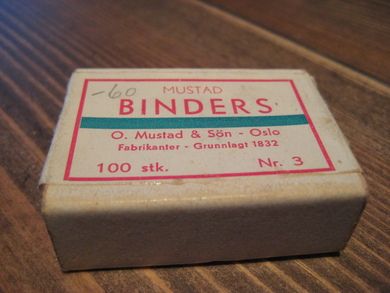 -60
MUSTAD
BINDERS
O. Mustad & Sön - Oslo
Fabrikanter - Grunnlagt 1832
100 stk. Nr. 3